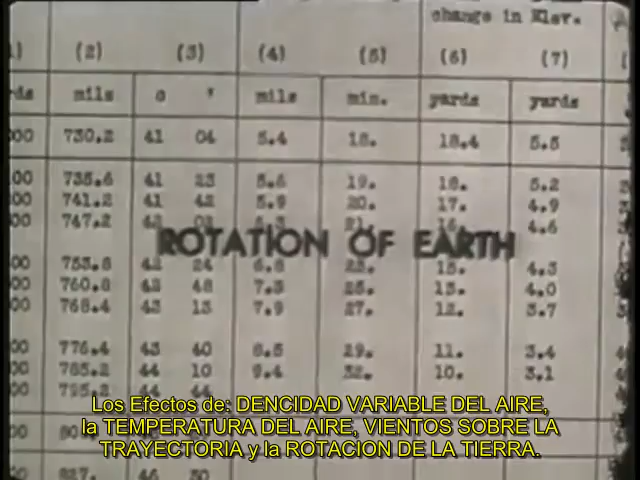 change in Elev.
(2) (3) (4) (5) (6) (7)
mils o ' mils min. yards yards
730.2 41 04 5.4 18. 18.4 5.5
735.6 41 23 5.6 19. 18. 5.2
741.2 41 42 5.9 20. 17. 4.9
747.2 42 4.6
ROTATION OF EARTH
753.8 42 24 6.8 15. 4.3
760.8 42 48 7.3 25. 13. 4.0
768.4 43 13 7.9 27. 12. 3.7
776.4 43 40 8.5 29. 11. 3.4
785.2 44 10 9.4 32. 10. 3.1
795.2 44
Los Efectos de: DENCIDAD VARIABLE DEL AIRE,
la TEMPERATURA DEL AIRE, VIENTOS SOBRE LA
TRAYECTORIA y la ROTACION DE LA TIERRA.